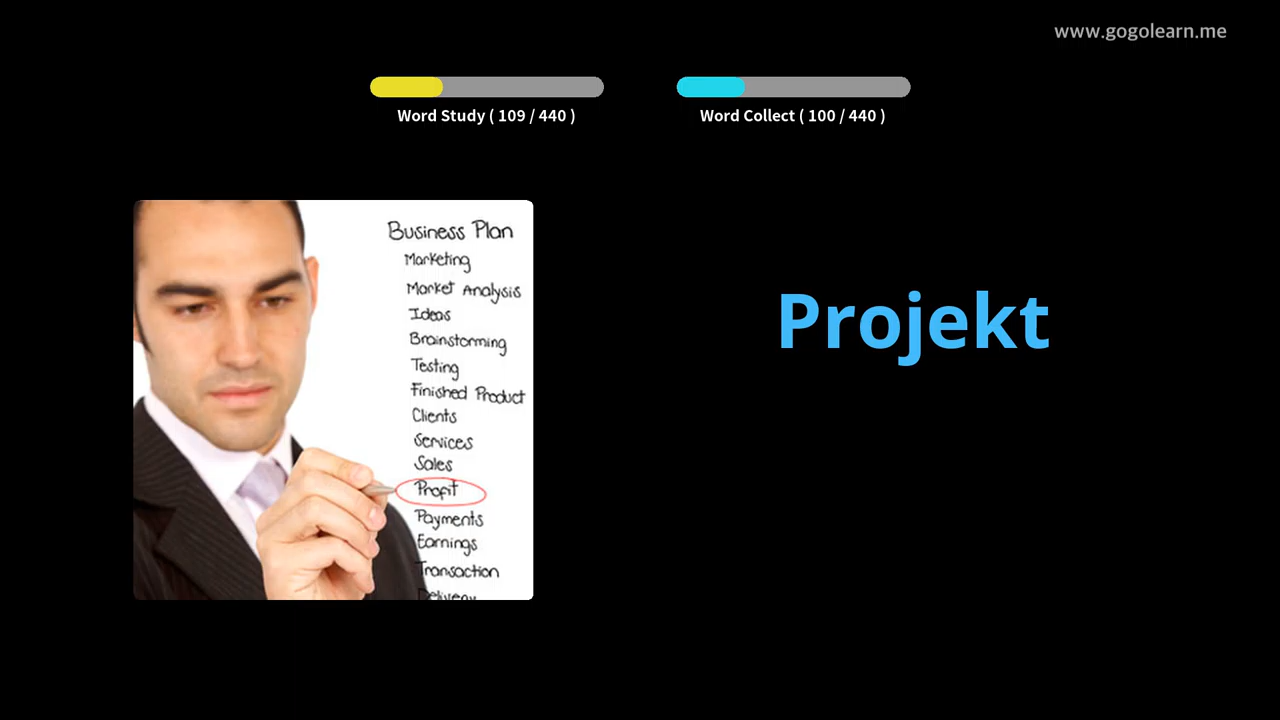 www.gogolearn.me
Word Study ( 109 / 440 )
Word Collect ( 100 / 440 )
Business Plan
Marketing
Market Analysis
Ideas
Brainstorming
Testing
Finished Product
Clients
Services
Sales
Profit
Payments
Earnings
Transaction
Delivery
Projekt